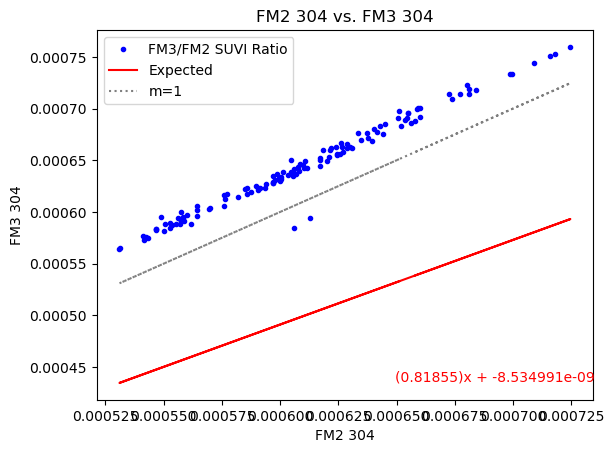 FM2 304 vs. FM3 304
FM3/FM2 SUVI Ratio
Expected
m=1
0.00075
0.00070
0.00065
0.00060
0.00055
0.00050
0.00045
FM3 304
(0.81855)x + -8.534991e-09
0.000525
0.000550
0.000575
0.000600
0.000625
0.000650
0.000675
0.000700
0.000725
FM2 304